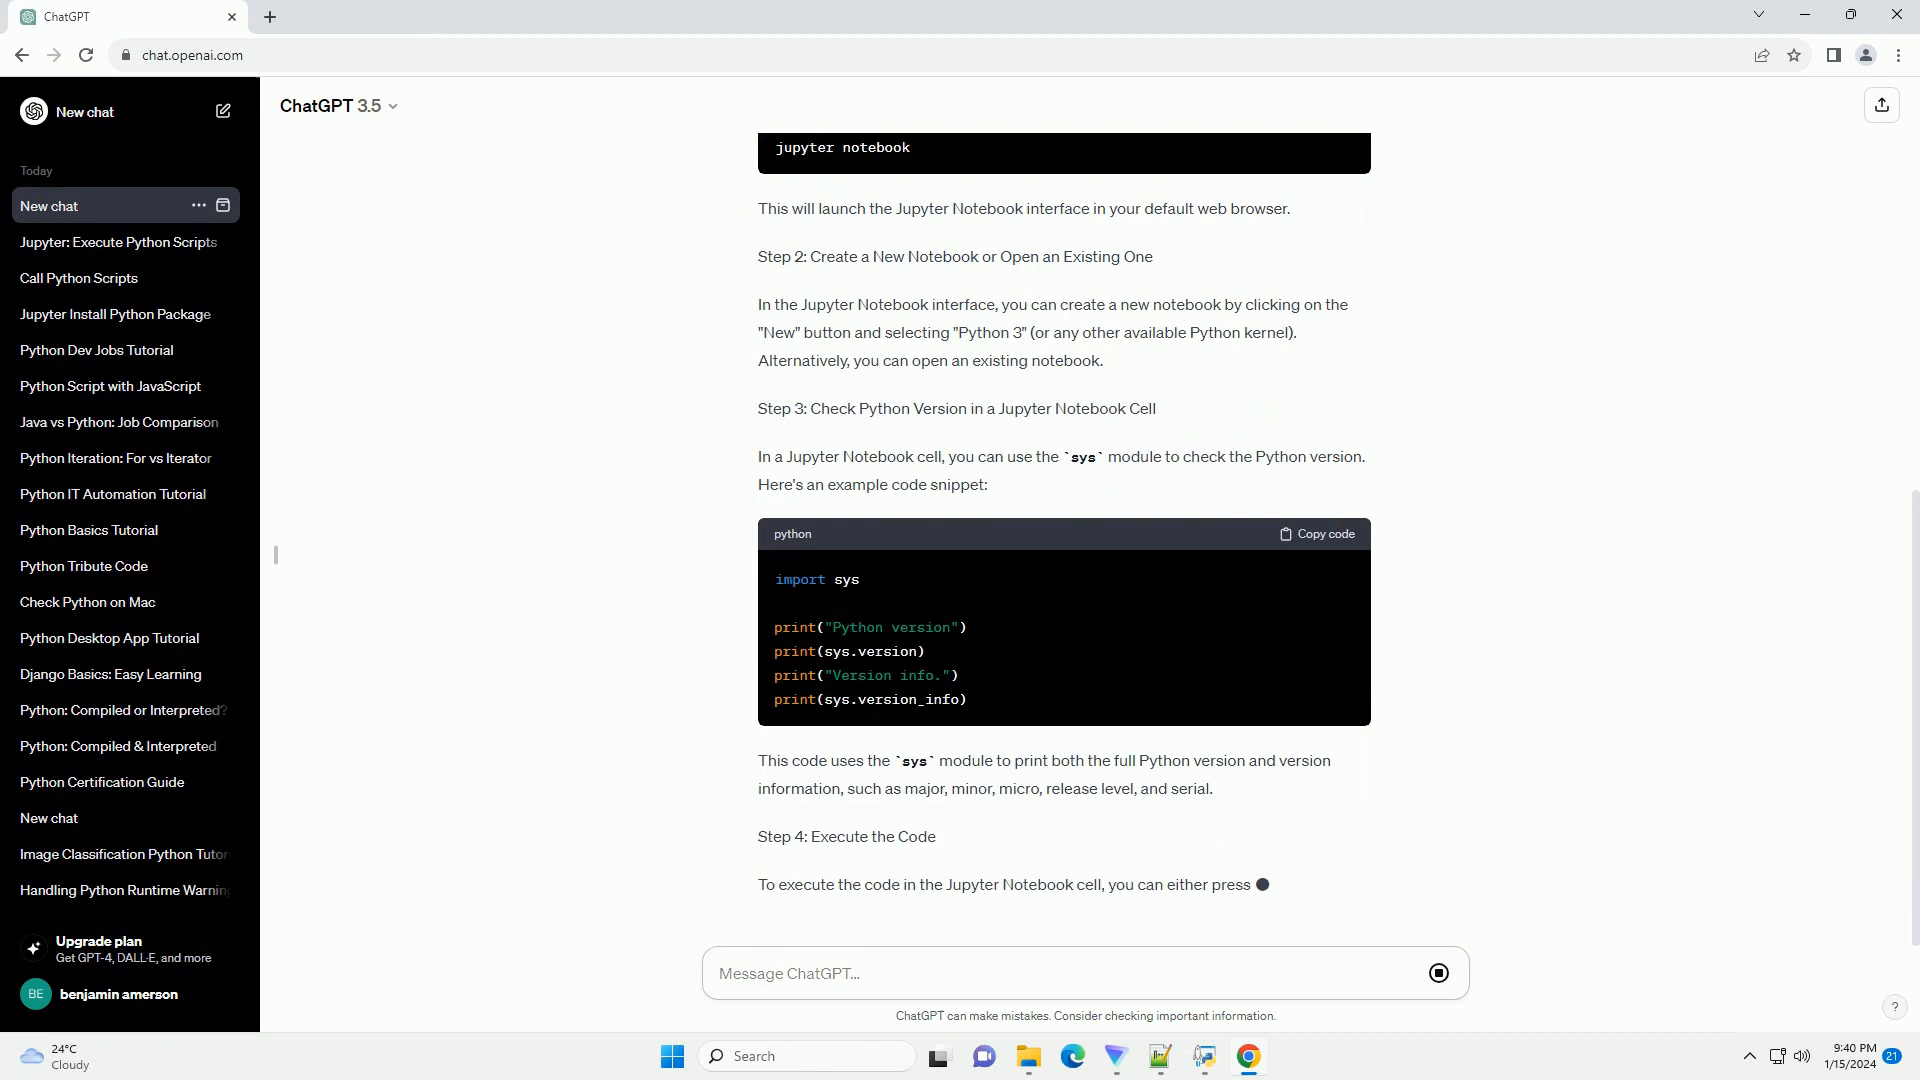 ChatGPT
chat.openai.com
New chat
Today
New chat
Jupyter: Execute Python Scripts
Call Python Scripts
Jupyter Install Python Package
Python Dev Jobs Tutorial
Python Script with JavaScript
Java vs Python: Job Comparison
Python Iteration: For vs Iterator
Python IT Automation Tutorial
Python Basics Tutorial
Python Tribute Code
Check Python on Mac
Python Desktop App Tutorial
Django Basics: Easy Learning
Python: Compiled or Interpreted?
Python: Compiled & Interpreted
Python Certification Guide
New chat
Image Classification Python Tutor
Handling Python Runtime Warnin
Upgrade plan
Get GPT-4, DALL·E, and more
BE benjamin amerson
ChatGPT 3.5
jupyter notebook
This will launch the Jupyter Notebook interface in your default web browser.
Step 2: Create a New Notebook or Open an Existing One
In the Jupyter Notebook interface, you can create a new notebook by clicking on the
"New" button and selecting "Python 3" (or any other available Python kernel).
Alternatively, you can open an existing notebook.
Step 3: Check Python Version in a Jupyter Notebook Cell
In a Jupyter Notebook cell, you can use the `sys` module to check the Python version.
Here's an example code snippet:
python Copy code
import sys
print("Python version")
print(sys.version)
print("Version info.")
print(sys.version_info)
This code uses the `sys` module to print both the full Python version and version
information, such as major, minor, micro, release level, and serial.
Step 4: Execute the Code
To execute the code in the Jupyter Notebook cell, you can either press
Message ChatGPT...
ChatGPT can make mistakes. Consider checking important information.
?
24°C
Cloudy
Search
9:40 PM
1/15/2024
21